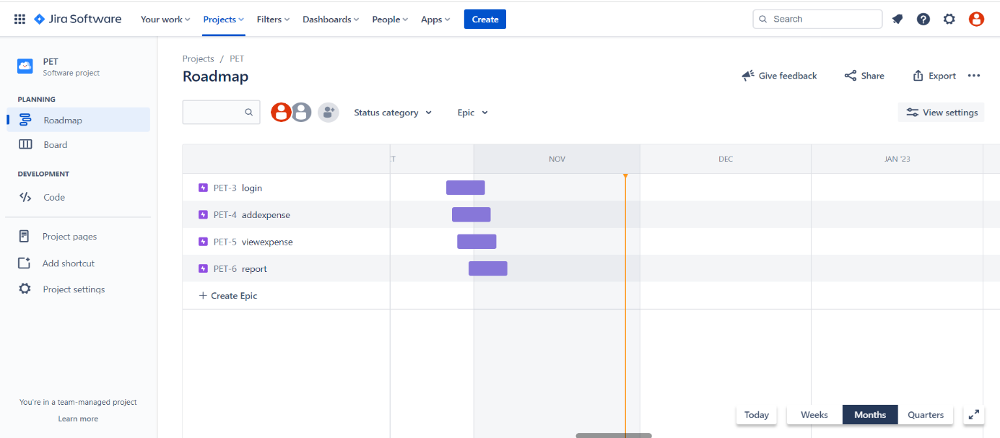 Jira Software Your work Projects Filters Dashboards People Apps Create Search
PET
Software project
PLANNING
Roadmap
Board
DEVELOPMENT
Code
Project pages
Add shortcut
Project settings
You're in a team-managed project
Learn more
Projects / PET
Roadmap
Give feedback Share Export
Status category Epic View settings
NOV DEC JAN '23
PET-3 login
PET-4 addexpense
PET-5 viewexpense
PET-6 report
+ Create Epic
Today Weeks Months Quarters